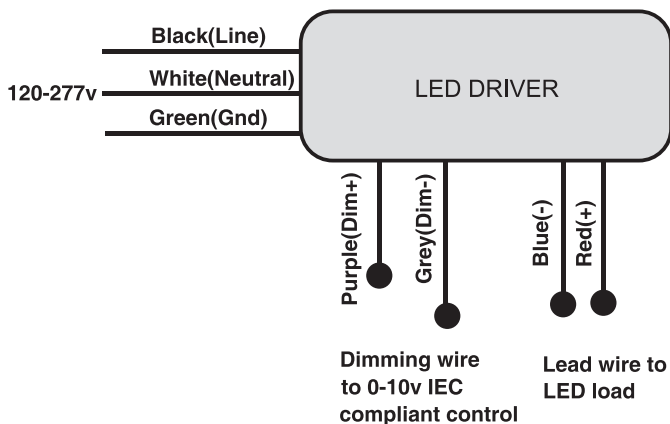 Black(Line)
120-277v
White(Neutral)
Green(Gnd)
LED DRIVER
Purple(Dim+)
Grey(Dim-)
Blue(-)
Red(+)
Dimming wire
to 0-10v IEC
compliant control
Lead wire to
LED load